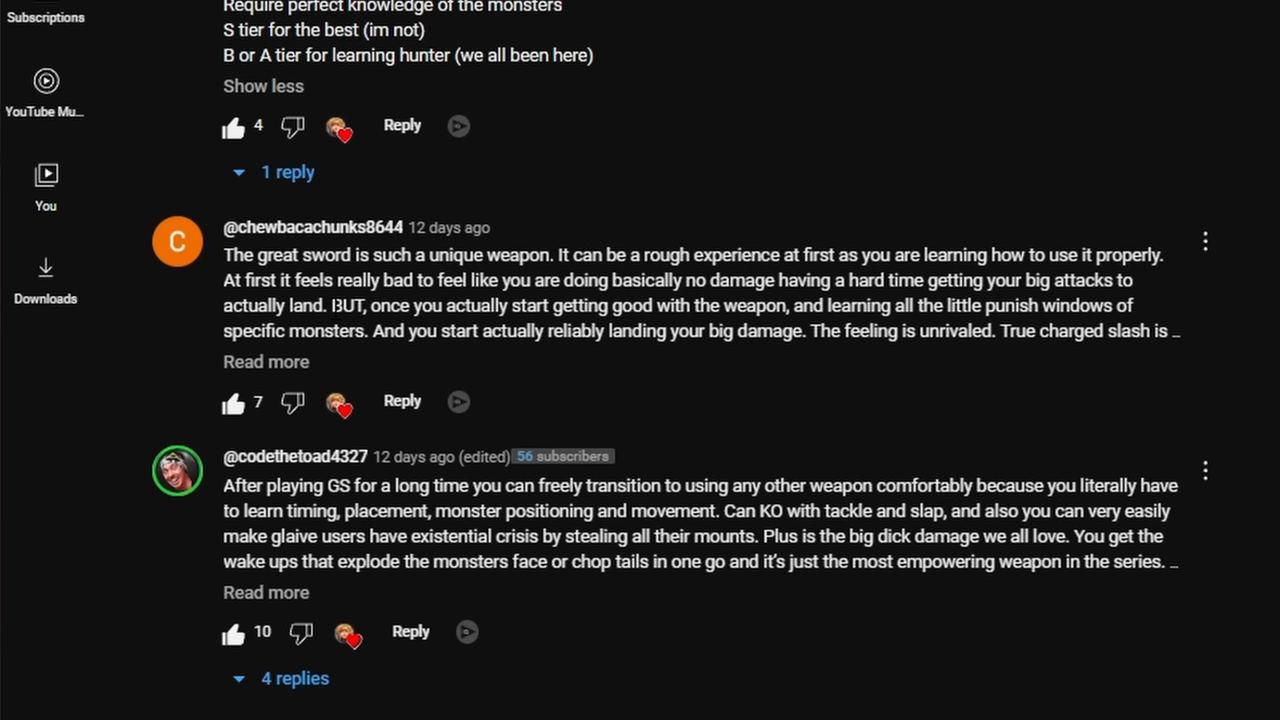 Subscriptions
YouTube Mu...
You
Downloads
Require perfect knowledge of the monsters
S tier for the best (im not)
B or A tier for learning hunter (we all been here)
Show less
4 Reply
1 reply
C
@chewbacachunks8644 12 days ago
The great sword is such a unique weapon. It can be a rough experience at first as you are learning how to use it properly.
At first it feels really bad to feel like you are doing basically no damage having a hard time getting your big attacks to
actually land. BUT, once you actually start getting good with the weapon, and learning all the little punish windows of
specific monsters. And you start actually reliably landing your big damage. The feeling is unrivaled. True charged slash is ...
Read more
7 Reply
@codethetoad4327 12 days ago (edited) 56 subscribers
After playing GS for a long time you can freely transition to using any other weapon comfortably because you literally have
to learn timing, placement, monster positioning and movement. Can KO with tackle and slap, and also you can very easily
make glaive users have existential crisis by stealing all their mounts. Plus is the big dick damage we all love. You get the
wake ups that explode the monsters face or chop tails in one go and it's just the most empowering weapon in the series. ...
Read more
10 Reply
4 replies